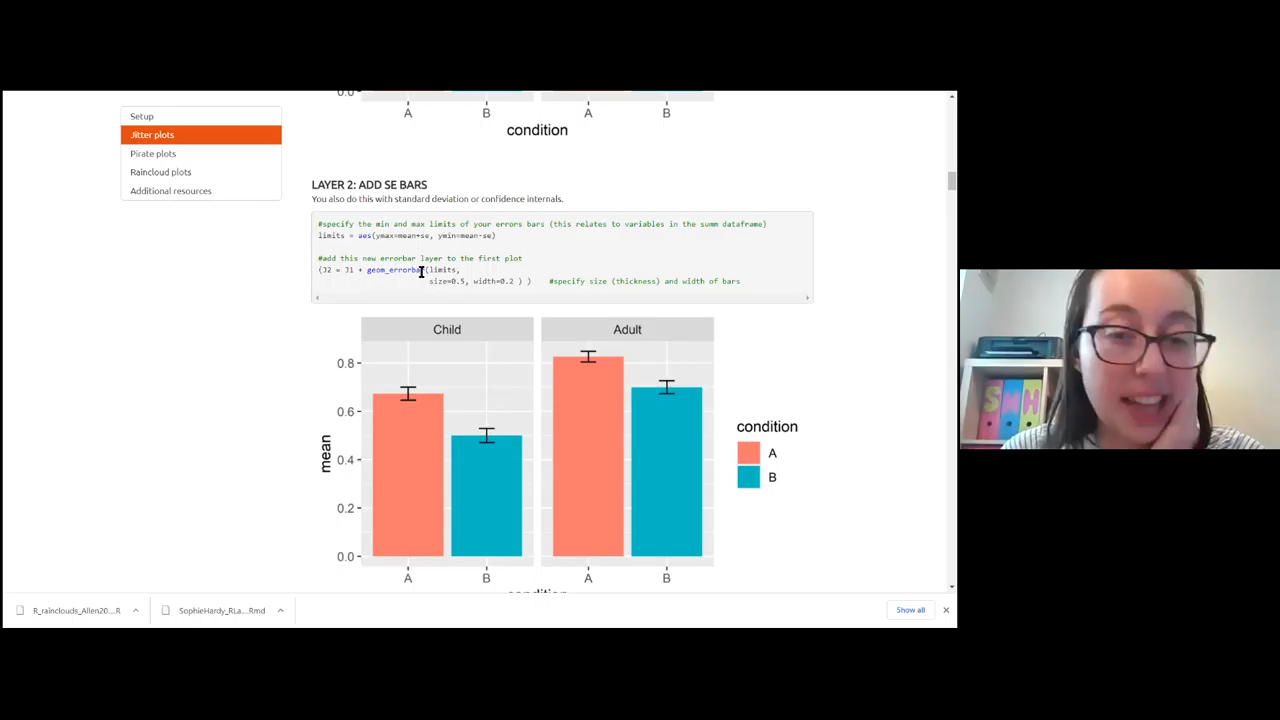 0.0
A B A B
condition
Setup
Jitter plots
Pirate plots
Raincloud plots
Additional resources
LAYER 2: ADD SE BARS
You also do this with standard deviation or confidence internals.
#specify the min and max limits of your errors bars (this relates to variables in the summ dataframe)
limits = aes(ymax=mean+se, ymin=mean-se)
#add this new errorbar layer to the first plot
(J2 = J1 + geom_errorbar(limits,
size=0.5, width=0.2 ) ) #specify size (thickness) and width of bars
Child Adult
0.8
0.6
0.4
0.2
0.0
mean
A B A B
condition
condition
A
B
R_rainclouds_Allen20....R
SophieHardy_RLa....Rmd
Show all
SMH